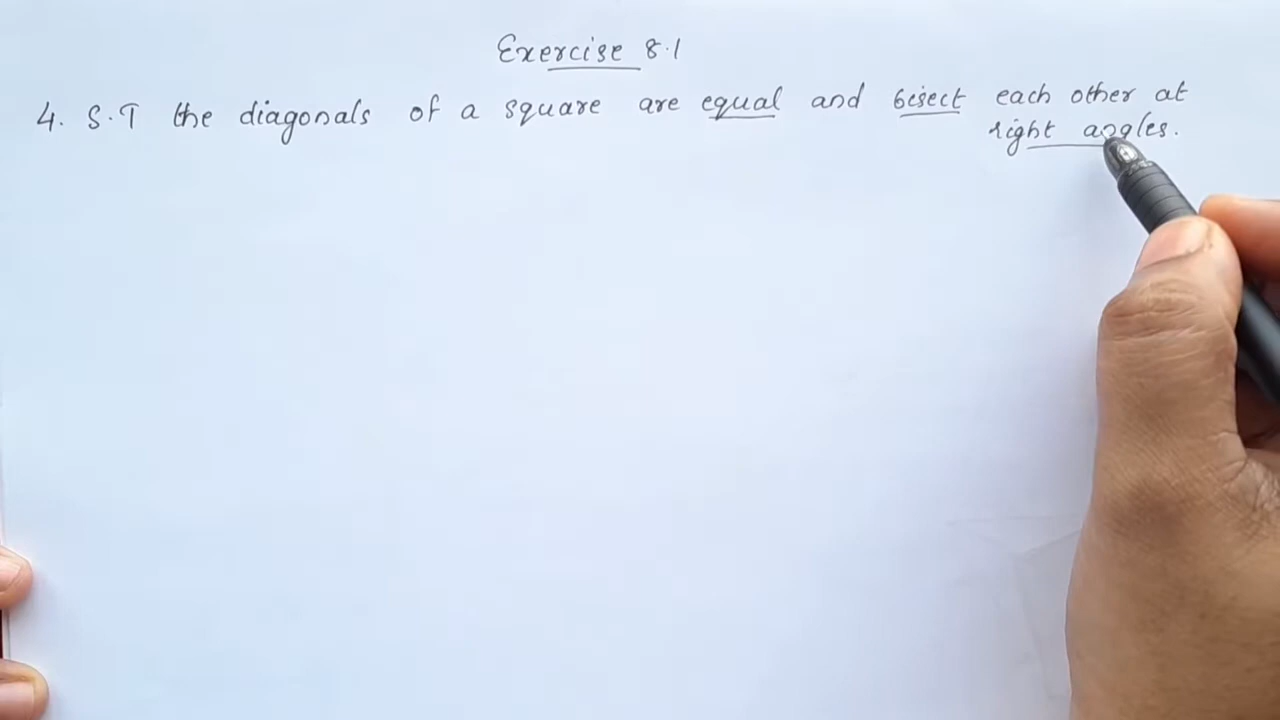 Exercise 8.1
4. S.T the diagonals of a square are equal and bisect each other at
right angles.